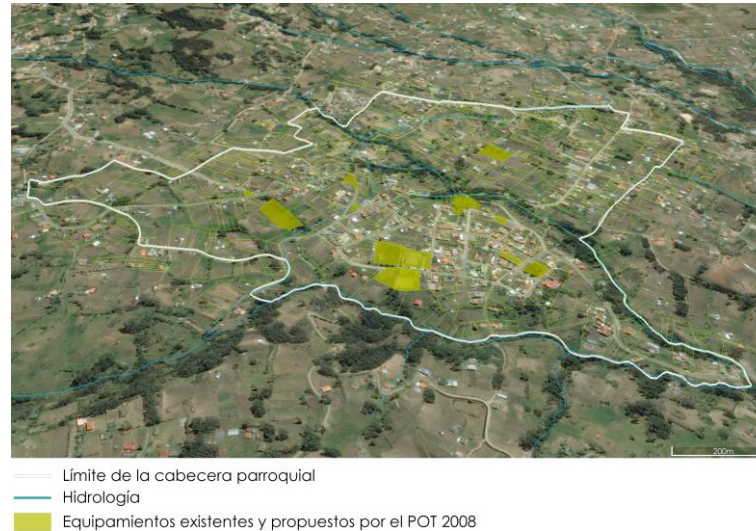 200m
Límite de la cabecera parroquial
Hidrología
Equipamientos existentes y propuestos por el POT 2008